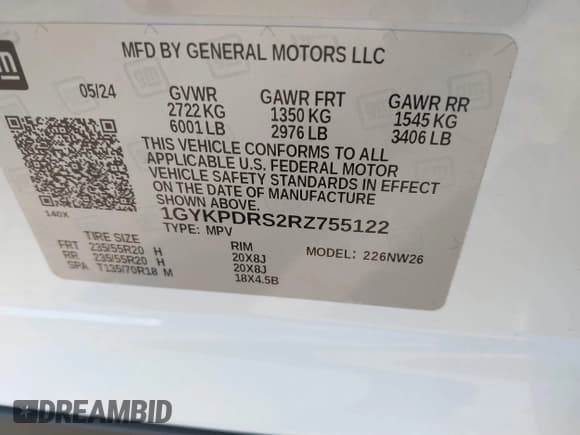 gm
MFD BY GENERAL MOTORS LLC
05/24 GVWR GAWR FRT GAWR RR
2722 KG 1350 KG 1545 KG
6001 LB 2976 LB 3406 LB
THIS VEHICLE CONFORMS TO ALL
APPLICABLE U.S. FEDERAL MOTOR
VEHICLE SAFETY STANDARDS IN EFFECT
ON THE DATE OF MANUFACTURE
SHOWN ABOVE.
140X
1GYKPDRS2RZ755122
TYPE: MPV
TIRE SIZE RIM MODEL: 226NW26
FRT 235/55R20 H 20X8J
RR 235/55R20 H 20X8J
SPA T135/70R18 M 18X4.5B
DREAMBID